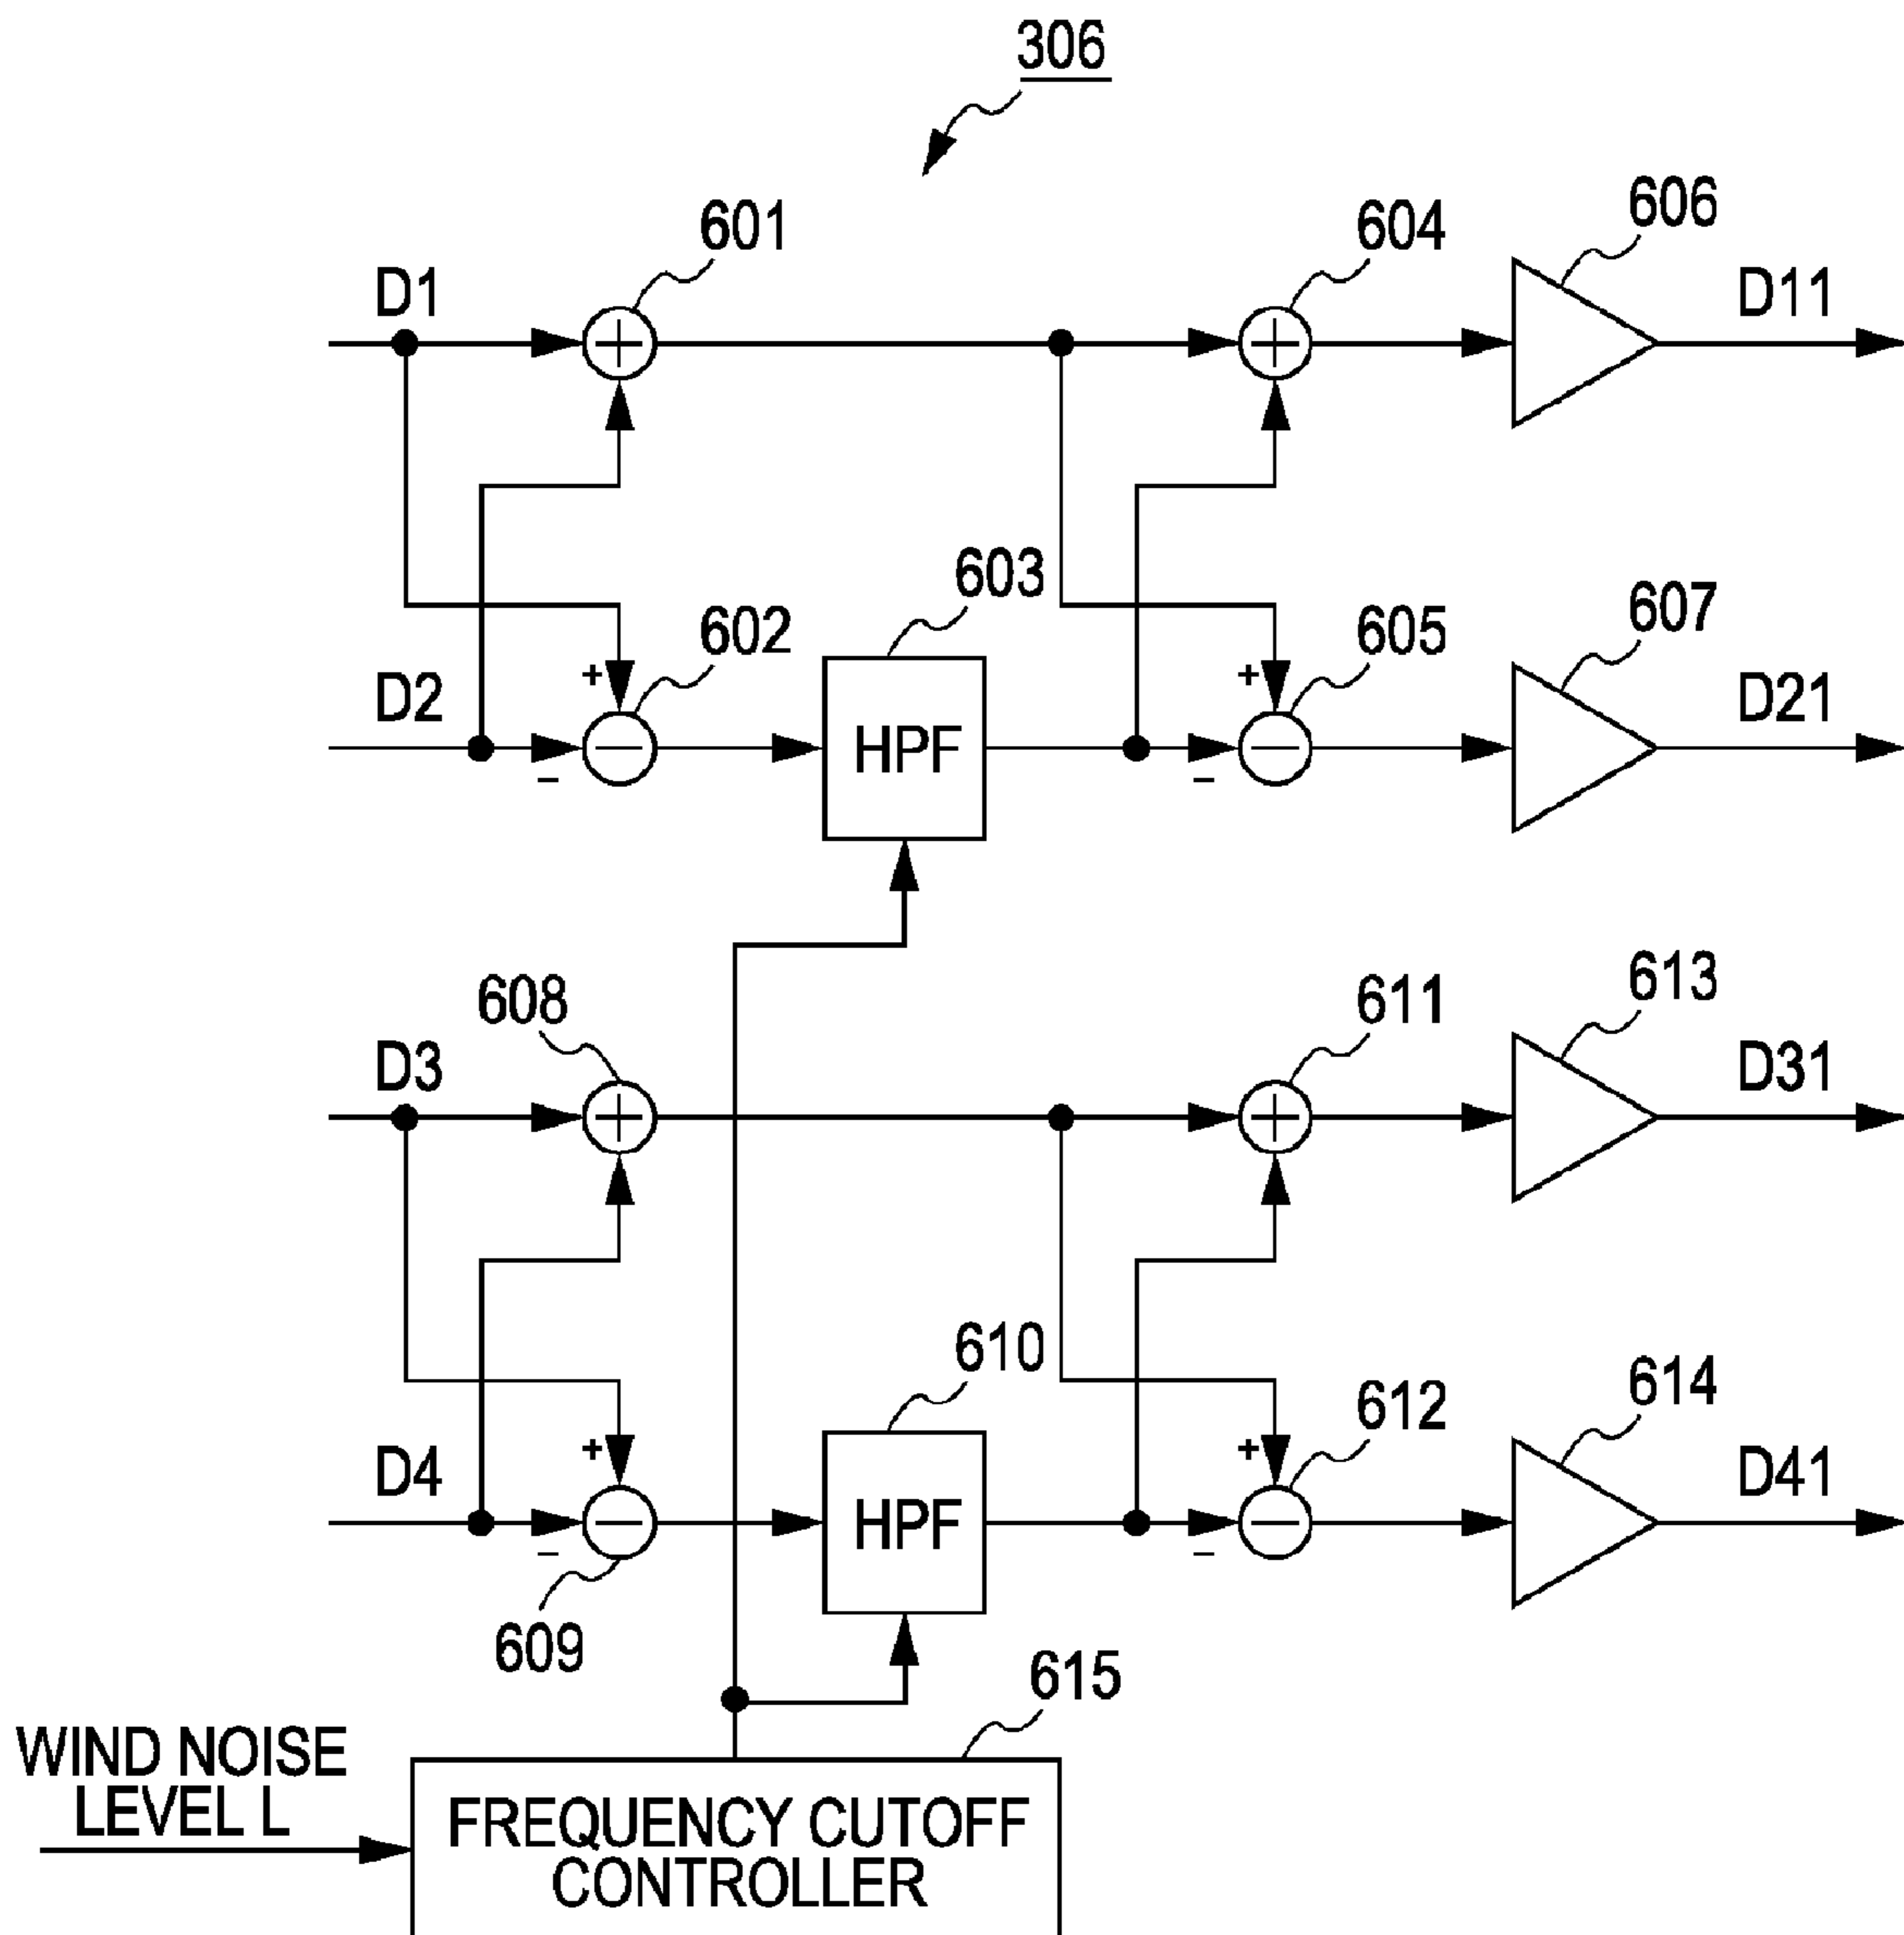 306
601
604
606
D1
D11
603
602
605
607
D2
+
+
D21
HPF
−
−
608
611
613
D3
D31
610
612
614
D4
+
+
D41
HPF
−
−
609
615
WIND NOISE
LEVEL L
FREQUENCY CUTOFF
CONTROLLER